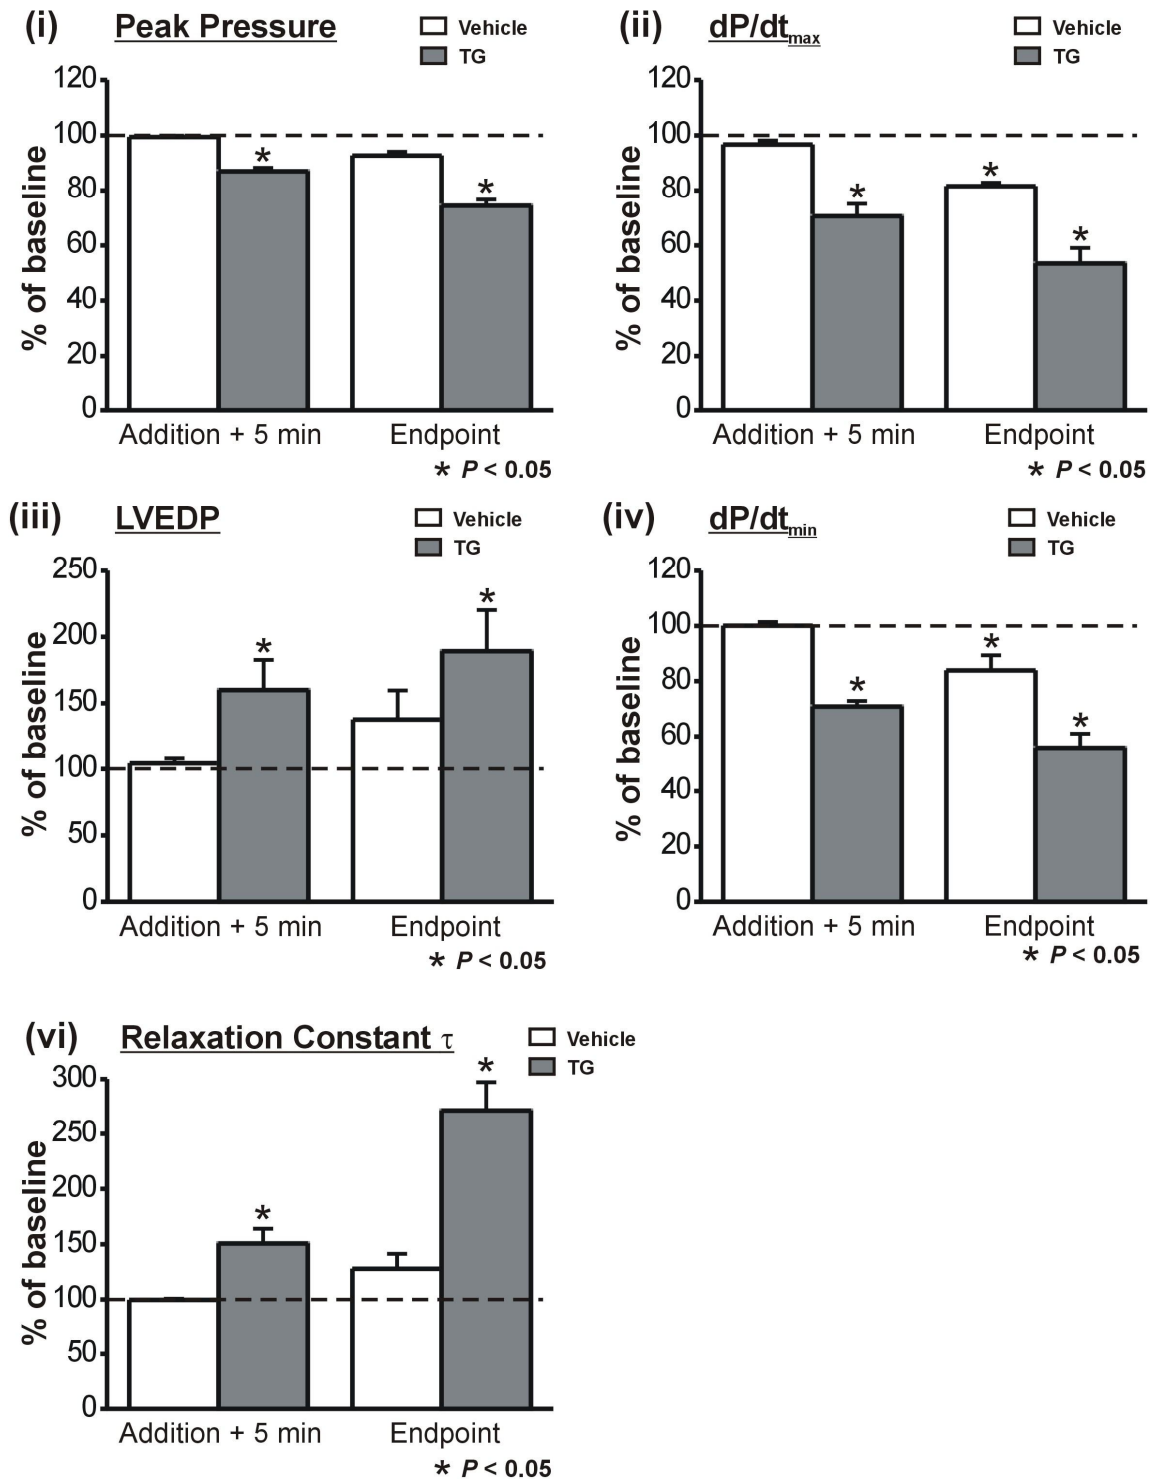 (i) Peak Pressure
Vehicle
TG
120
100
80
60
40
20
0
% of baseline
*
*
Addition + 5 min Endpoint
* P < 0.05
(ii) dP/dtmax
Vehicle
TG
120
100
80
60
40
20
0
% of baseline
*
*
*
Addition + 5 min Endpoint
* P < 0.05
(iii) LVEDP
Vehicle
TG
250
200
150
100
50
0
% of baseline
*
*
Addition + 5 min Endpoint
* P < 0.05
(iv) dP/dtmin
Vehicle
TG
120
100
80
60
40
20
0
% of baseline
*
*
*
Addition + 5 min Endpoint
* P < 0.05
(vi) Relaxation Constant τ
Vehicle
TG
300
250
200
150
100
50
0
% of baseline
*
*
Addition + 5 min Endpoint
* P < 0.05